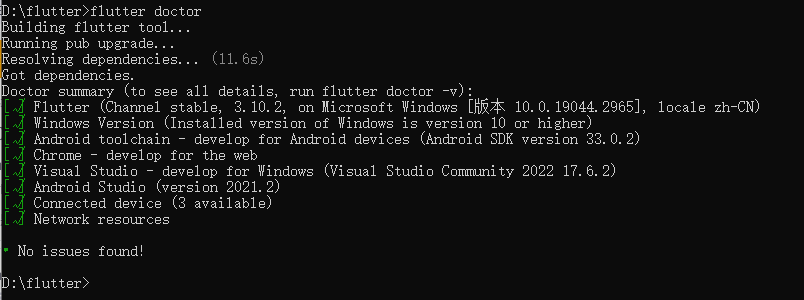 D:\flutter>flutter doctor
Building flutter tool...
Running pub upgrade...
Resolving dependencies... (11.6s)
Got dependencies.
Doctor summary (to see all details, run flutter doctor -v):
[√] Flutter (Channel stable, 3.10.2, on Microsoft Windows [版本 10.0.19044.2965], locale zh-CN)
[√] Windows Version (Installed version of Windows is version 10 or higher)
[√] Android toolchain - develop for Android devices (Android SDK version 33.0.2)
[√] Chrome - develop for the web
[√] Visual Studio - develop for Windows (Visual Studio Community 2022 17.6.2)
[√] Android Studio (version 2021.2)
[√] Connected device (3 available)
[√] Network resources
• No issues found!
D:\flutter>